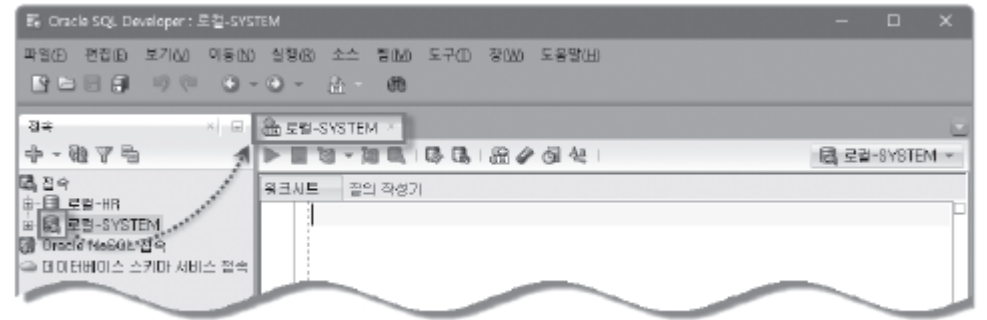 Oracle SQL Developer : 로컬-SYSTEM
파일(F) 편집(E) 보기(V) 이동(N) 실행(R) 소스 팀(M) 도구(T) 창(W) 도움말(H)
접속
로컬-SYSTEM
로컬-SYSTEM
접속
로컬-HR
로컬-SYSTEM
Oracle NoSQL 접속
데이터베이스 스키마 서비스 접속
워크시트 질의 작성기